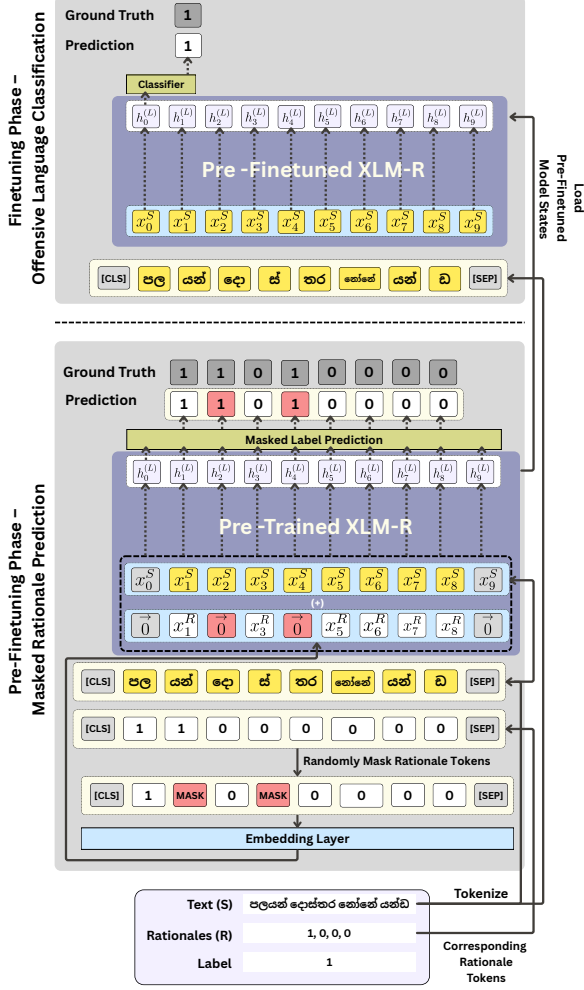 Finetuning Phase –
Offensive Language Classification
Ground Truth 1
Prediction 1
Classifier
h_0^{(L)} h_1^{(L)} h_2^{(L)} h_3^{(L)} h_4^{(L)} h_5^{(L)} h_6^{(L)} h_7^{(L)} h_8^{(L)} h_9^{(L)}
Pre -Finetuned XLM-R
x_0^S x_1^S x_2^S x_3^S x_4^S x_5^S x_6^S x_7^S x_8^S x_9^S
[CLS] පල යන් දො ස් තර නෝනේ යන් ඩ [SEP]
Load
Pre-Finetuned
Model States
Pre-Finetuning Phase –
Masked Rationale Prediction
Ground Truth 1 1 0 1 0 0 0 0
Prediction 1 1 0 1 0 0 0 0
Masked Label Prediction
h_0^{(L)} h_1^{(L)} h_2^{(L)} h_3^{(L)} h_4^{(L)} h_5^{(L)} h_6^{(L)} h_7^{(L)} h_8^{(L)} h_9^{(L)}
Pre -Trained XLM-R
x_0^S x_1^S x_2^S x_3^S x_4^S x_5^S x_6^S x_7^S x_8^S x_9^S
(+)
0⃗ x_1^R 0⃗ x_3^R 0⃗ x_5^R x_6^R x_7^R x_8^R 0⃗
[CLS] පල යන් දො ස් තර නෝනේ යන් ඩ [SEP]
[CLS] 1 1 0 0 0 0 0 0 [SEP]
Randomly Mask Rationale Tokens
[CLS] 1 MASK 0 MASK 0 0 0 0 [SEP]
Embedding Layer
Text (S) පලයන් දොස්තර නෝනේ යන්ඩ
Tokenize
Rationales (R) 1, 0, 0, 0
Label 1
Corresponding
Rationale
Tokens